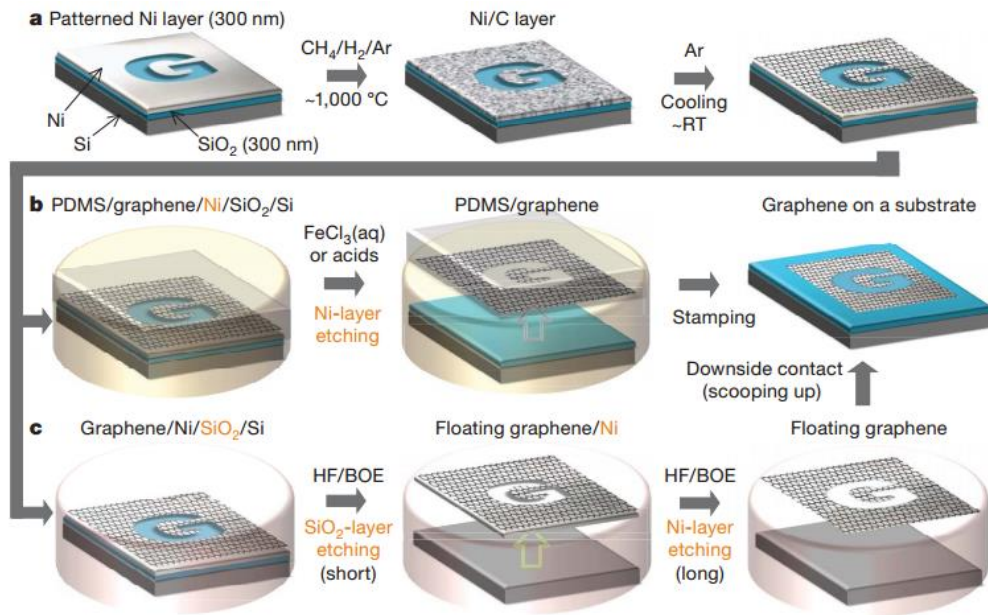 a Patterned Ni layer (300 nm)
CH₄/H₂/Ar
~1,000 °C
Ni/C layer
Ar
Cooling
~RT
G
G
G
Ni
Si
SiO₂ (300 nm)
b PDMS/graphene/Ni/SiO₂/Si
FeCl₃(aq)
or acids
Ni-layer
etching
PDMS/graphene
Stamping
Graphene on a substrate
G
G
G
Downside contact
(scooping up)
c Graphene/Ni/SiO₂/Si
HF/BOE
SiO₂-layer
etching
(short)
Floating graphene/Ni
HF/BOE
Ni-layer
etching
(long)
Floating graphene
G
G
G